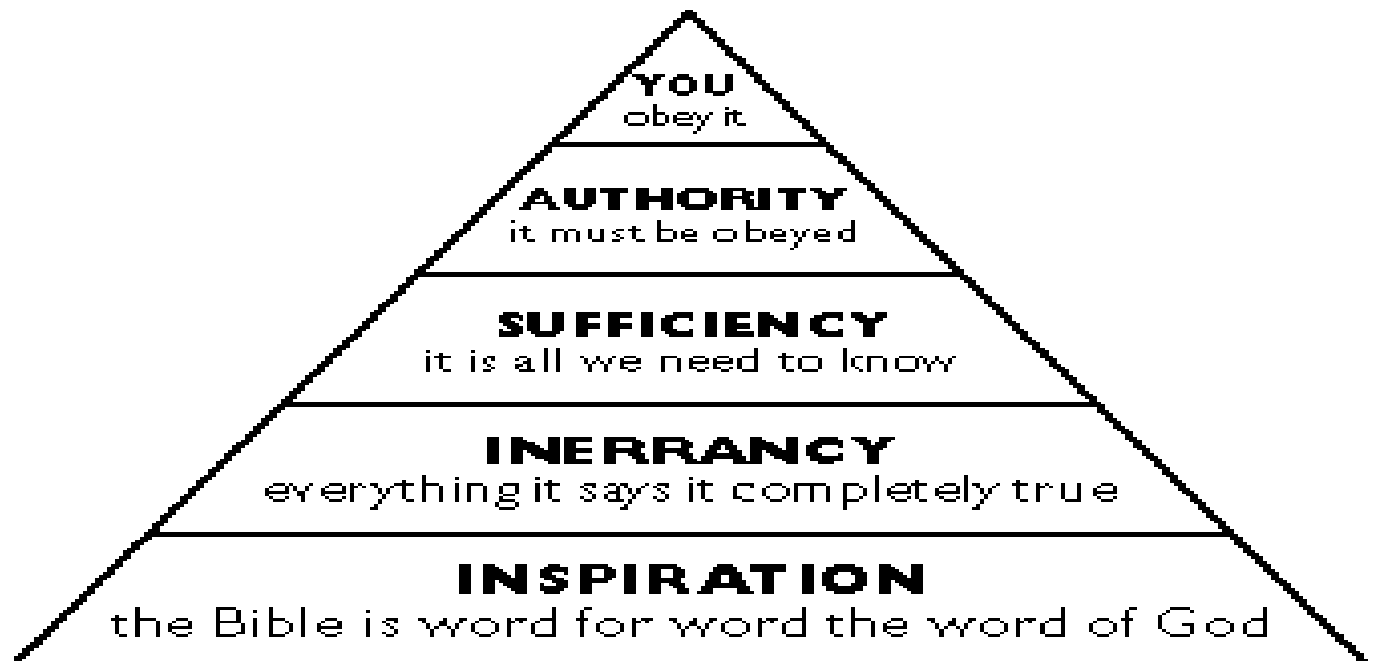 YOU
obey it
AUTHORITY
it must be obeyed
SUFFICIENCY
it is all we need to know
INERRANCY
everything it says it completely true
INSPIRATION
the Bible is word for word the word of God